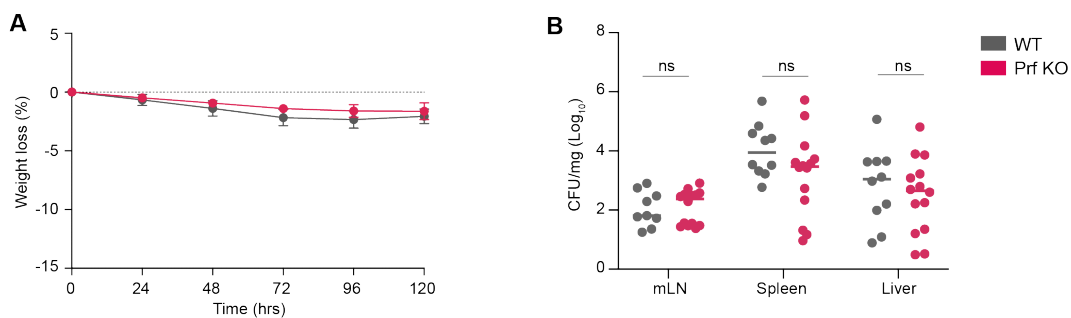 A
5
0
-5
-10
-15
Weight loss (%)
0 24 48 72 96 120
Time (hrs)
B
8
6
4
2
0
CFU/mg (Log10)
ns ns ns
mLN Spleen Liver
WT
Prf KO